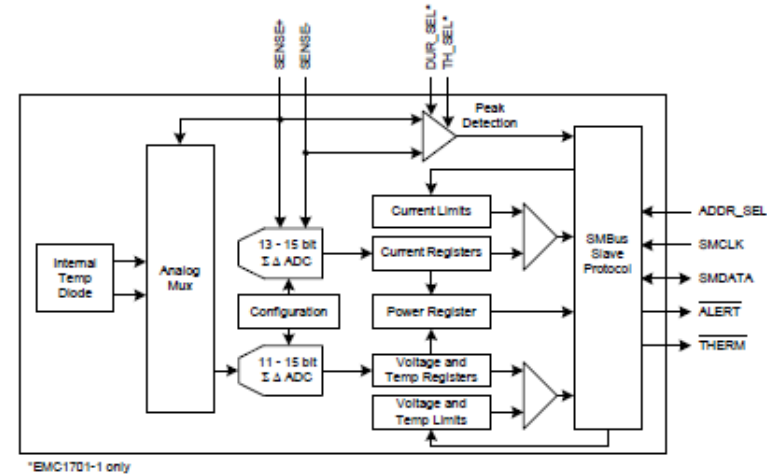 SENSE+
SENSE-
DUR_SEL*
TH_SEL*
Peak
Detection
Current Limits
ADDR_SEL
13 - 15 bit
Σ Δ ADC
Current Registers
SMBus
Slave
Protocol
SMCLK
Internal
Temp
Diode
Analog
Mux
SMDATA
Configuration
Power Register
ALERT
11 - 15 bit
Σ Δ ADC
Voltage and
Temp Registers
THERM
Voltage and
Temp Limits
*EMC1701-1 only